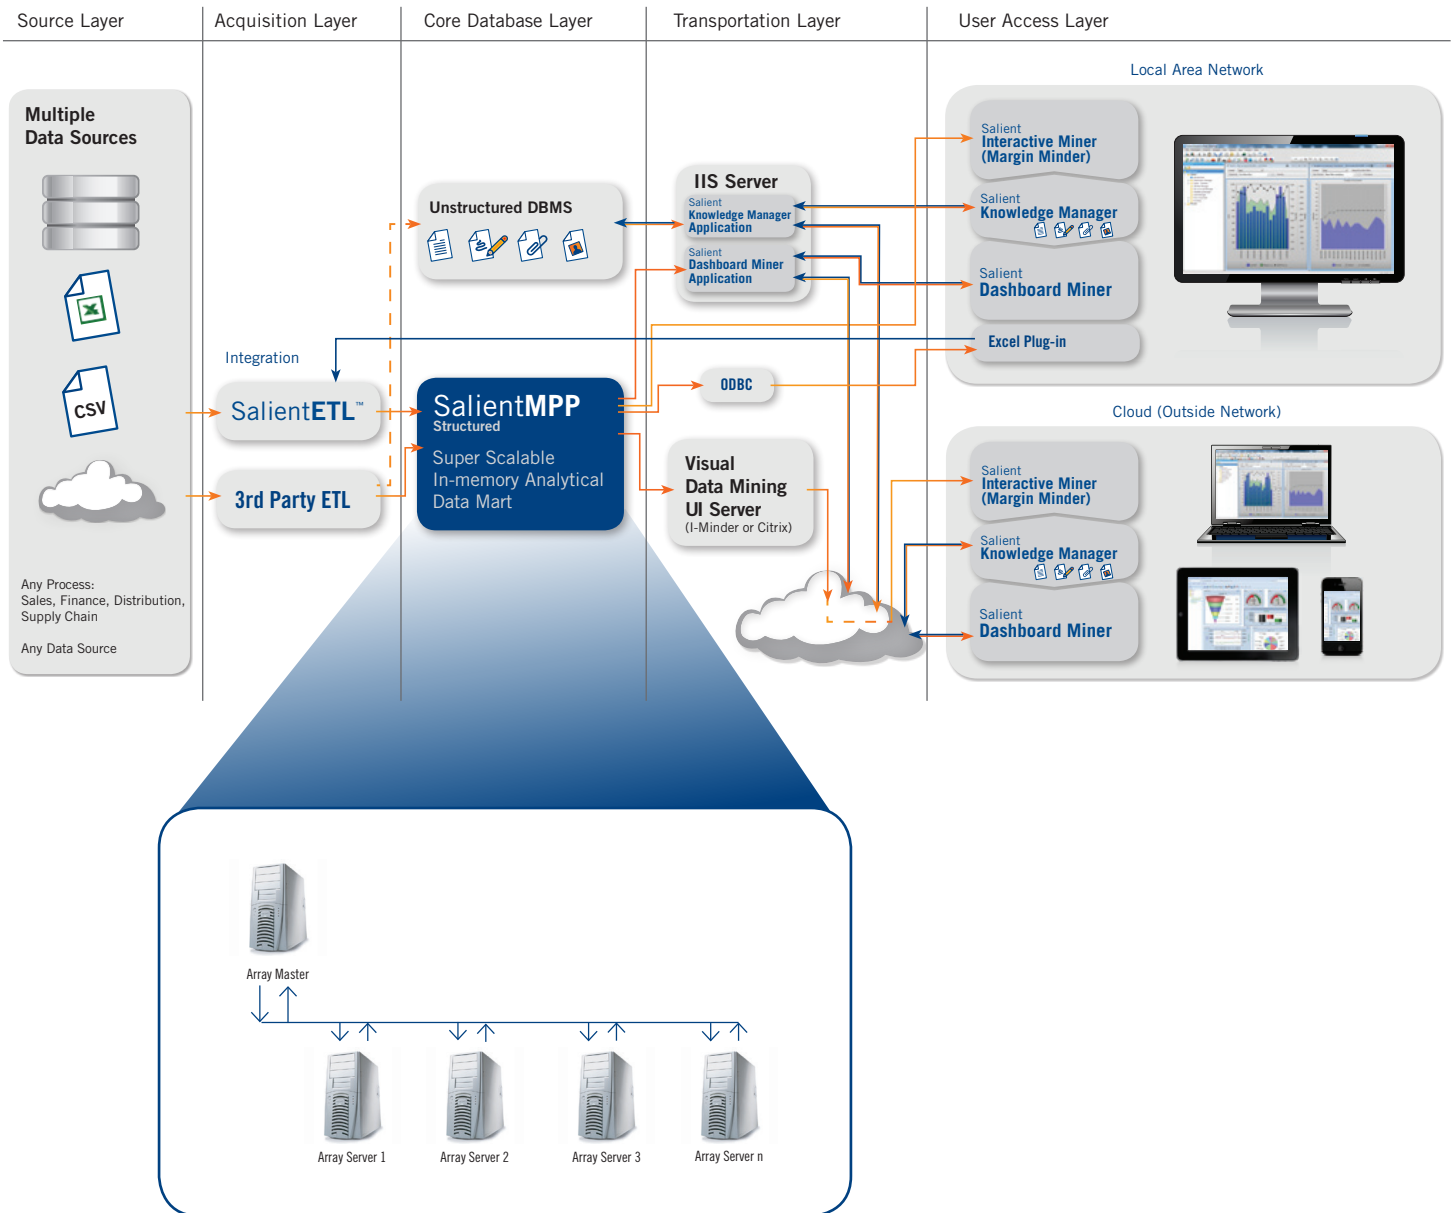 Source Layer
Acquisition Layer
Core Database Layer
Transportation Layer
User Access Layer
Multiple
Data Sources
CSV
Any Process:
Sales, Finance, Distribution,
Supply Chain
Any Data Source
Integration
SalientETL™
3rd Party ETL
Unstructured DBMS
SalientMPP
Structured
Super Scalable
In-memory Analytical
Data Mart
IIS Server
Salient
Knowledge Manager
Application
Salient
Dashboard Miner
Application
ODBC
Visual
Data Mining
UI Server
(I-Minder or Citrix)
Local Area Network
Salient
Interactive Miner
(Margin Minder)
Salient
Knowledge Manager
Salient
Dashboard Miner
Excel Plug-in
Cloud (Outside Network)
Salient
Interactive Miner
(Margin Minder)
Salient
Knowledge Manager
Salient
Dashboard Miner
Array Master
Array Server 1
Array Server 2
Array Server 3
Array Server n